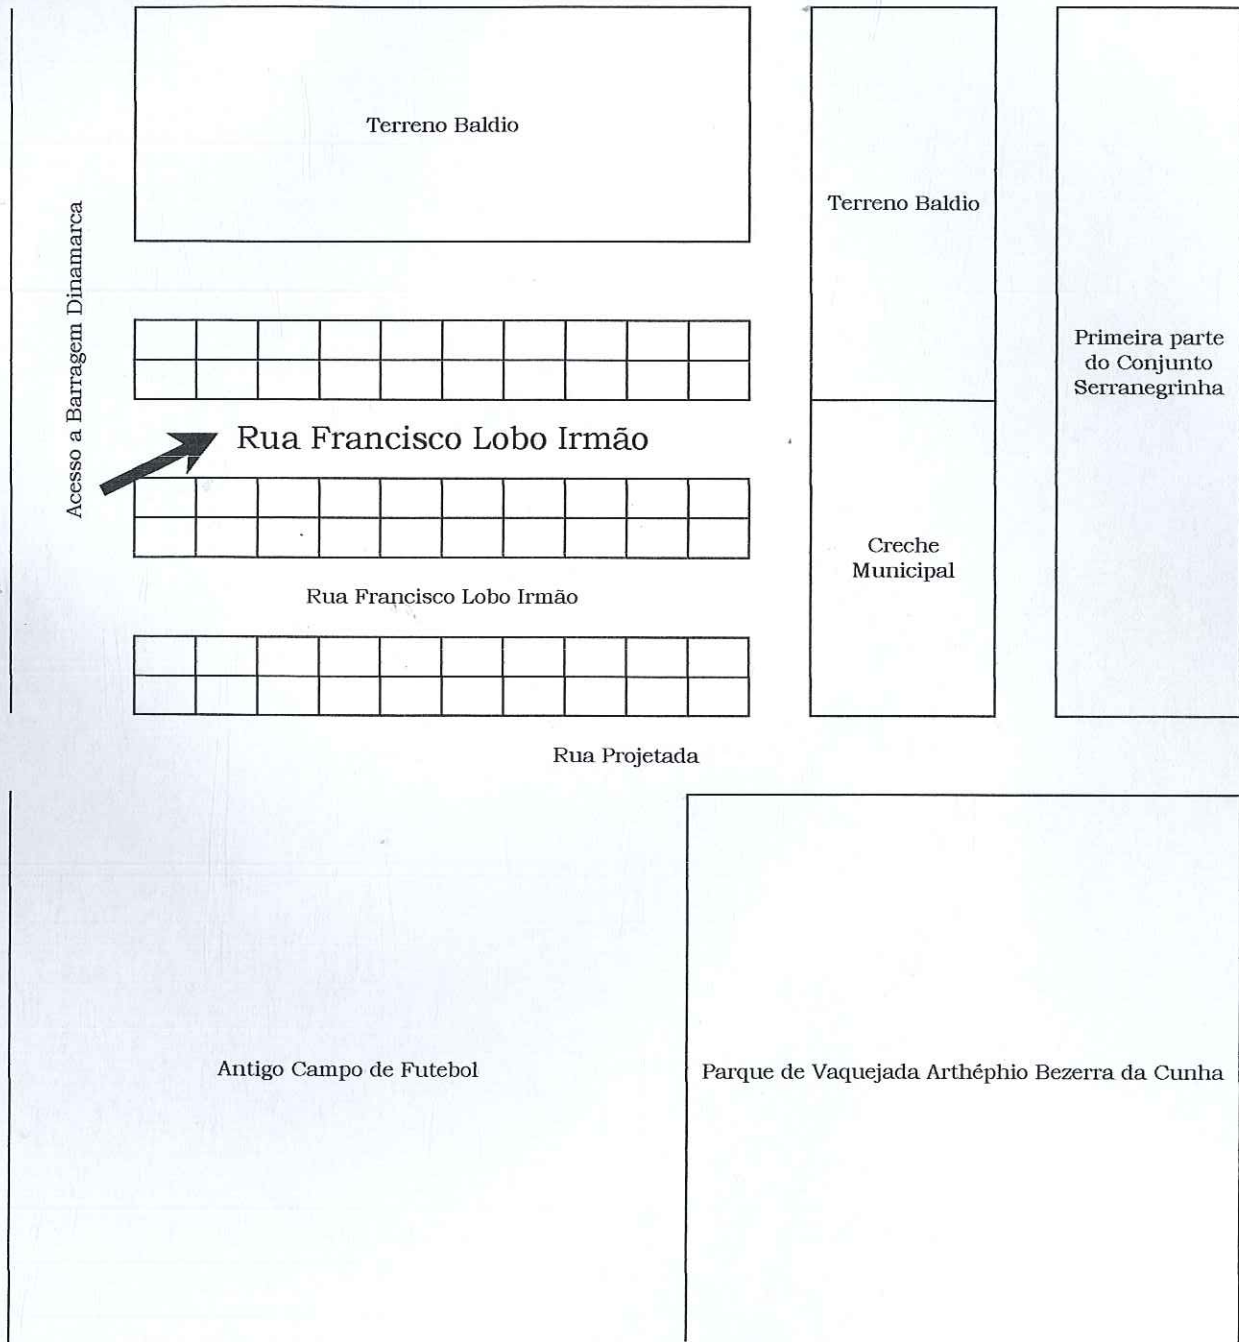 Terreno Baldio
Terreno Baldio
Acesso a Barragem Dinamarca
Primeira parte
do Conjunto
Serranegrinha
Rua Francisco Lobo Irmão
Creche
Municipal
Rua Francisco Lobo Irmão
Rua Projetada
Antigo Campo de Futebol
Parque de Vaquejada Arthéphio Bezerra da Cunha